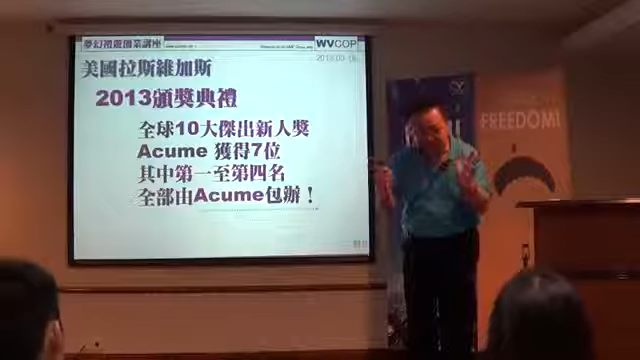 夢幻禮遊創業講座
WVCOP
美國拉斯維加斯
2013頒獎典禮
全球10大傑出新人獎
Acume 獲得7位
其中第一至第四名
全部由Acume包辦！
FREEDOM!